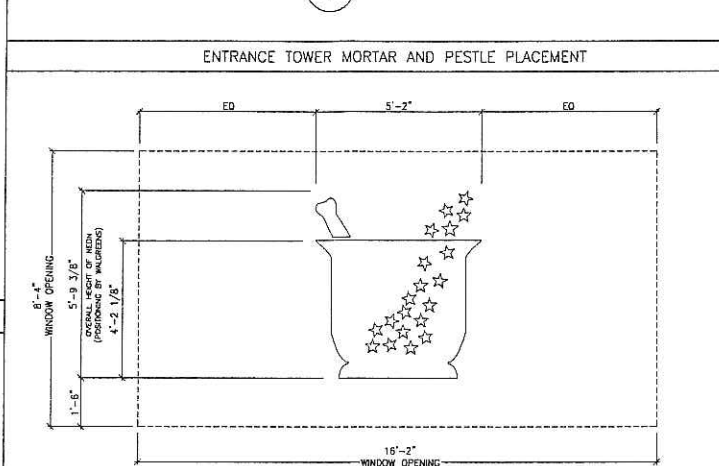 ENTRANCE TOWER MORTAR AND PESTLE PLACEMENT
EQ
5'-2"
EQ
8'-4"
WINDOW OPENING
5'-9 3/8"
OVERALL HEIGHT OF NEON
(POSITIONING BY WALGREENS)
4'-2 1/8"
1'-6"
16'-2"
WINDOW OPENING